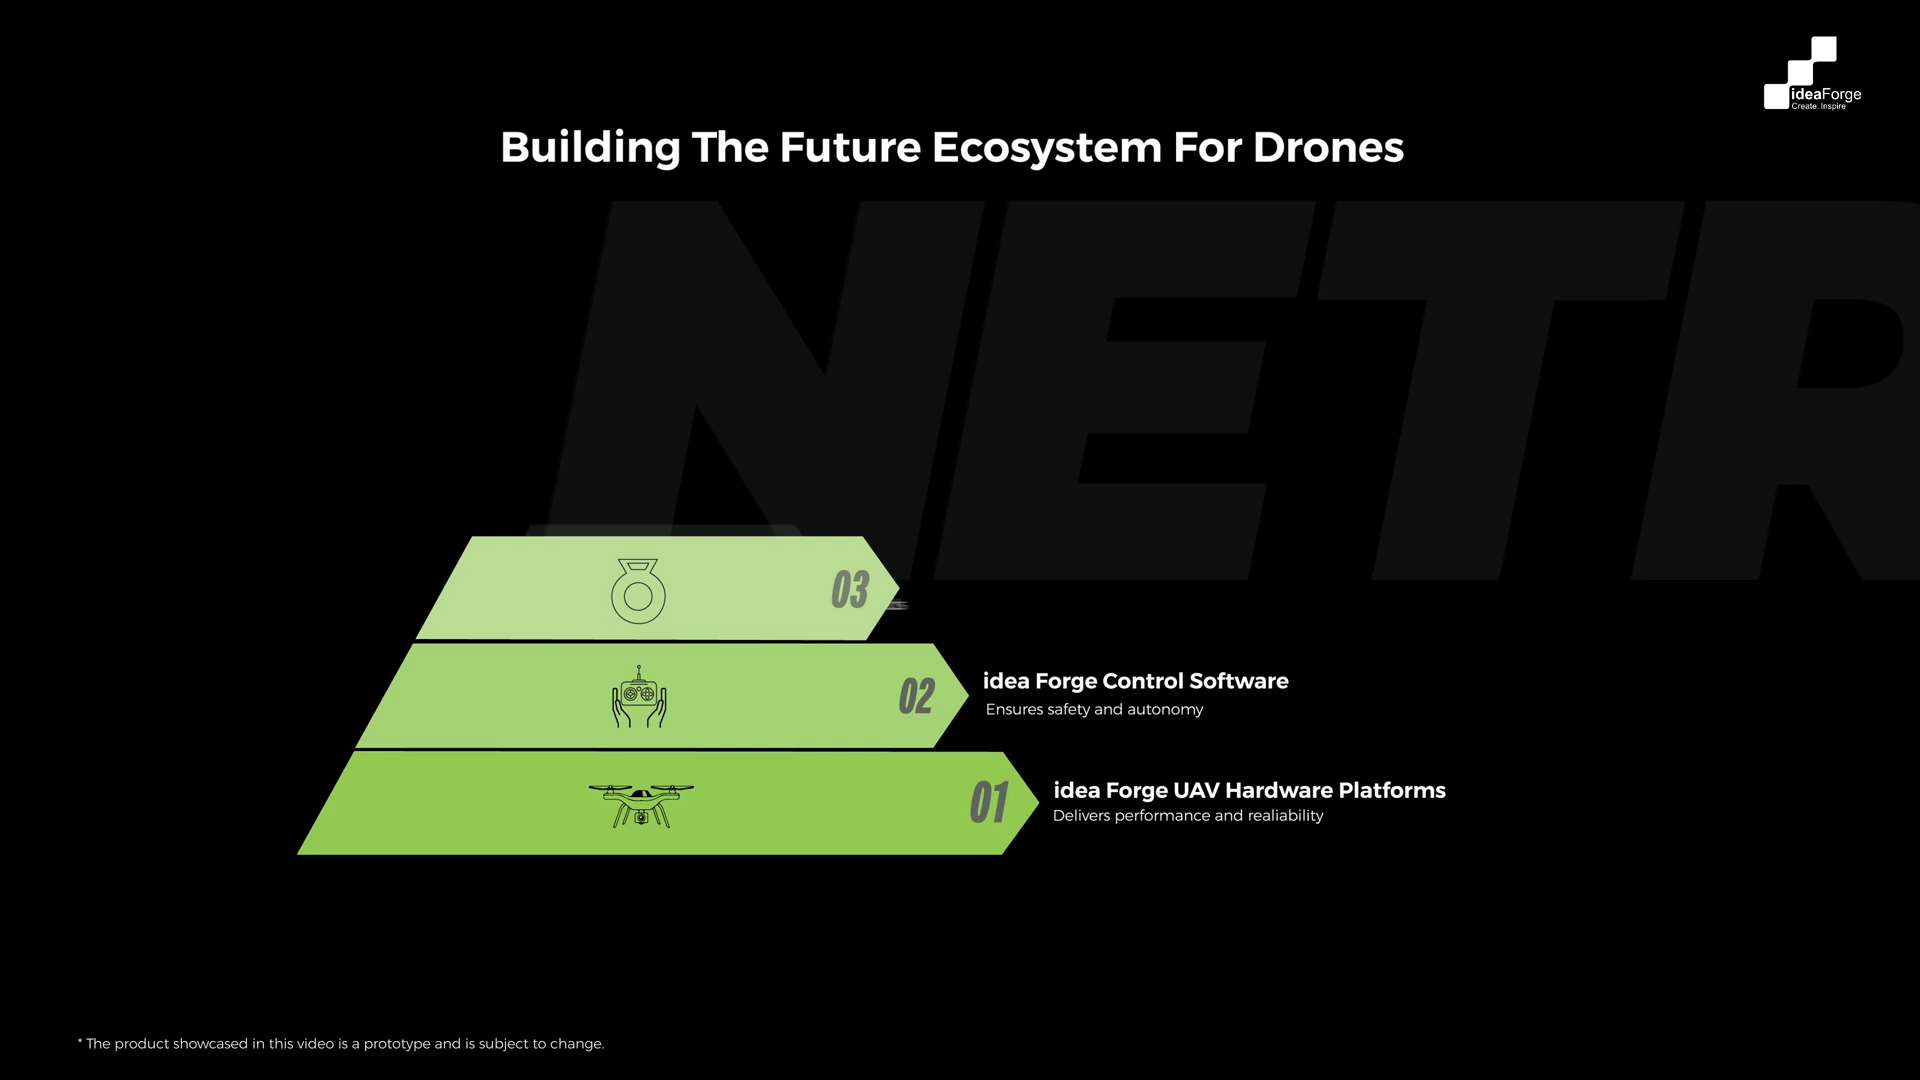 ideaForge
Create. Inspire
Building The Future Ecosystem For Drones
NETR
03
02
idea Forge Control Software
Ensures safety and autonomy
01
idea Forge UAV Hardware Platforms
Delivers performance and realiability
* The product showcased in this video is a prototype and is subject to change.